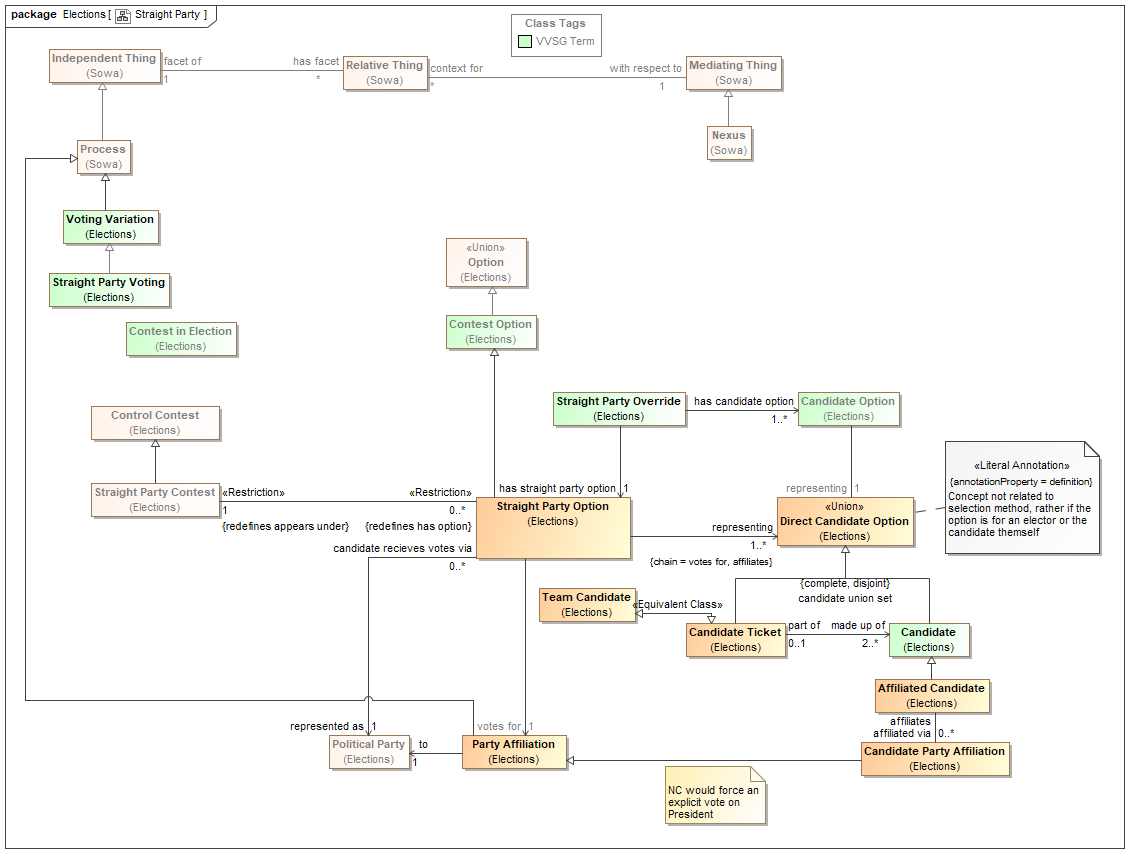 package Elections [ Straight Party ]
Class Tags
VVSG Term
Independent Thing
(Sowa)
facet of
1
has facet
*
Relative Thing
(Sowa)
context for
*
with respect to
1
Mediating Thing
(Sowa)
Nexus
(Sowa)
Process
(Sowa)
Voting Variation
(Elections)
Straight Party Voting
(Elections)
Contest in Election
(Elections)
«Union»
Option
(Elections)
Contest Option
(Elections)
Straight Party Override
(Elections)
has candidate option
1..*
Candidate Option
(Elections)
Control Contest
(Elections)
Straight Party Contest
(Elections)
«Restriction»
1
{redefines appears under}
«Restriction»
0..*
{redefines has option}
has straight party option
1
Straight Party Option
(Elections)
representing
1
«Union»
Direct Candidate Option
(Elections)
«Literal Annotation»
{annotationProperty = definition}
Concept not related to
selection method, rather if the
option is for an elector or the
candidate themself
representing
1..*
{chain = votes for, affiliates}
candidate recieves votes via
0..*
{complete, disjoint}
candidate union set
Team Candidate
(Elections)
«Equivalent Class»
Candidate Ticket
(Elections)
part of
0..1
made up of
2..*
Candidate
(Elections)
Affiliated Candidate
(Elections)
affiliates
affiliated via
0..*
Candidate Party Affiliation
(Elections)
represented as
1
votes for
1
Political Party
(Elections)
to
1
Party Affiliation
(Elections)
NC would force an
explicit vote on
President